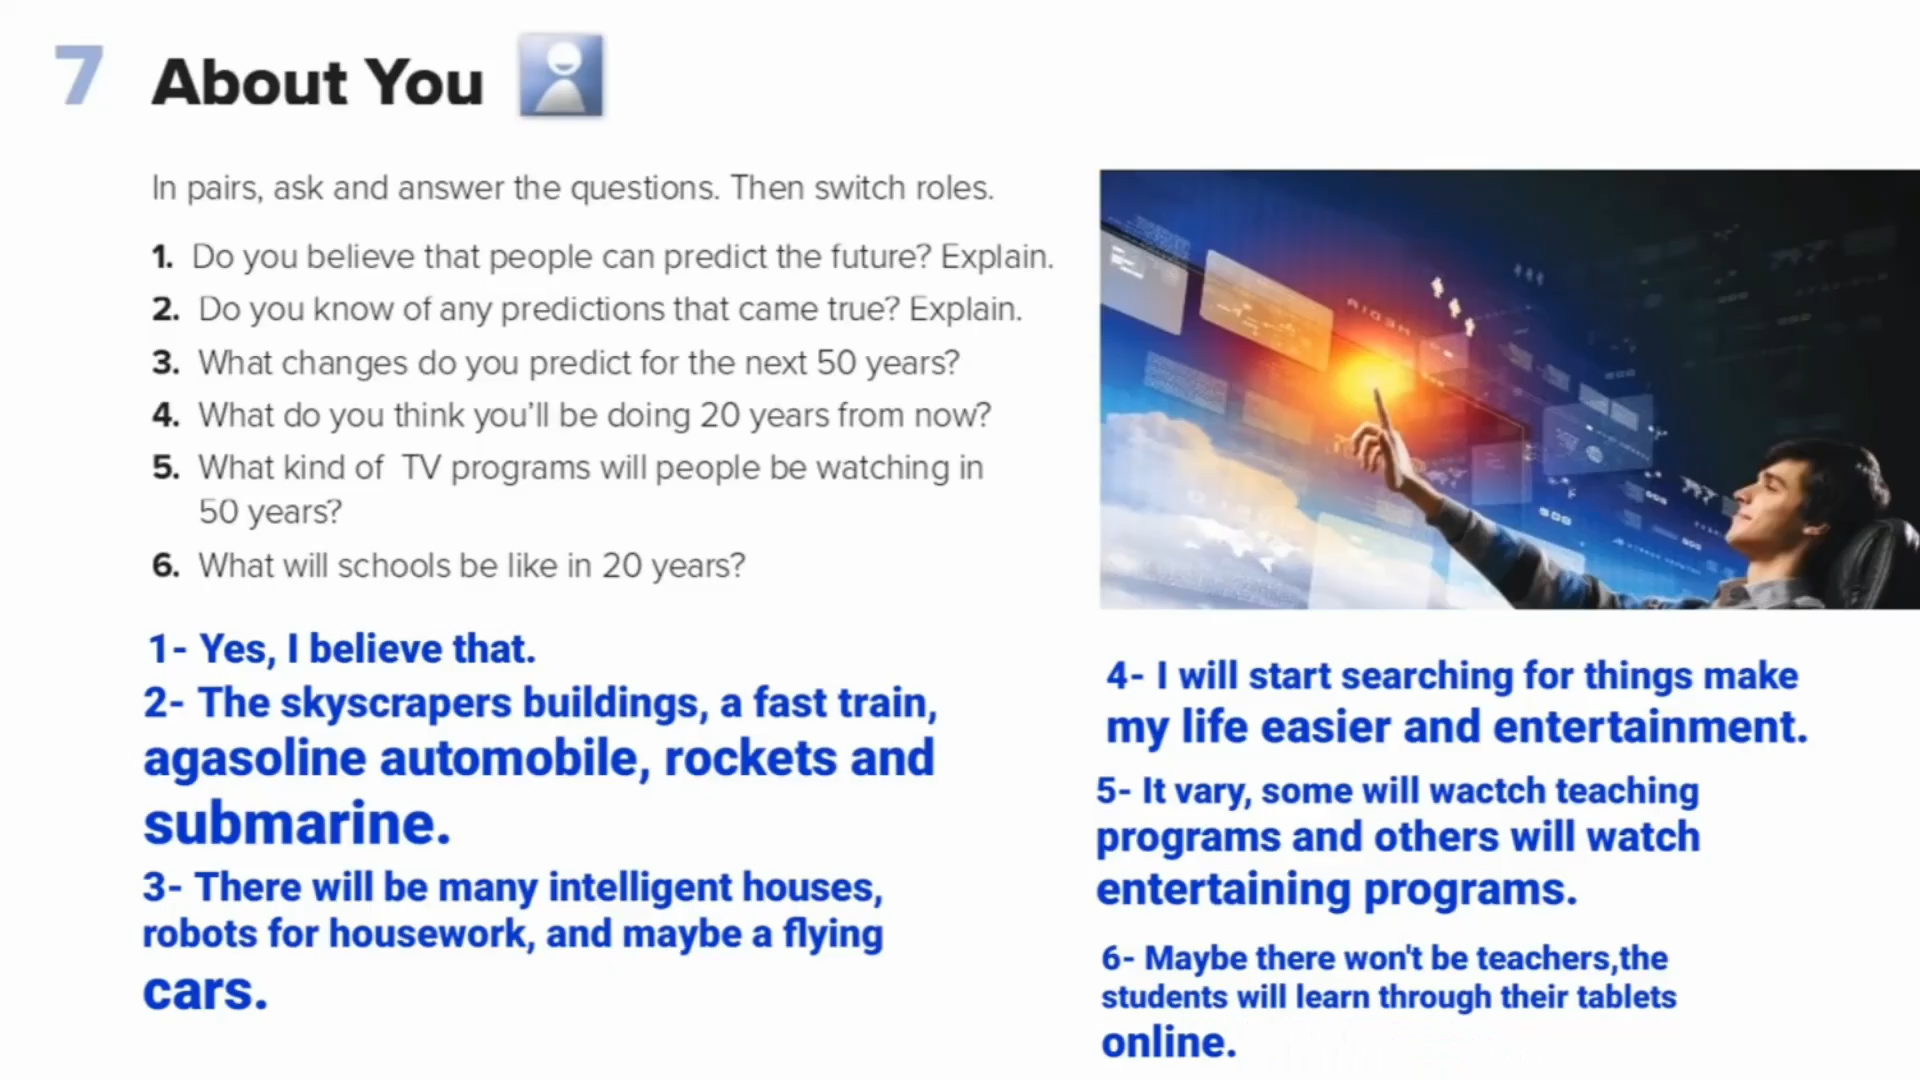 7 About You
In pairs, ask and answer the questions. Then switch roles.
1. Do you believe that people can predict the future? Explain.
2. Do you know of any predictions that came true? Explain.
3. What changes do you predict for the next 50 years?
4. What do you think you'll be doing 20 years from now?
5. What kind of TV programs will people be watching in
50 years?
6. What will schools be like in 20 years?
1- Yes, I believe that.
2- The skyscrapers buildings, a fast train,
agasoline automobile, rockets and
submarine.
3- There will be many intelligent houses,
robots for housework, and maybe a flying
cars.
4- I will start searching for things make
my life easier and entertainment.
5- It vary, some will wactch teaching
programs and others will watch
entertaining programs.
6- Maybe there won't be teachers,the
students will learn through their tablets
online.